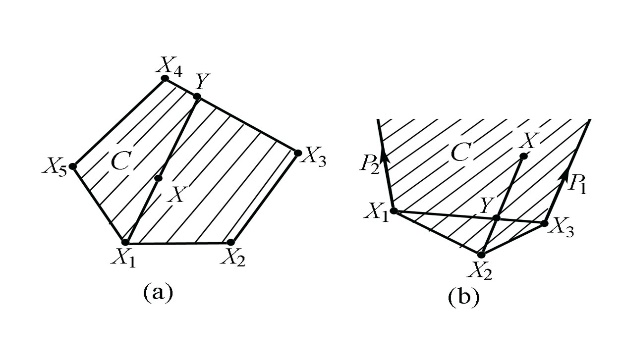 X4 Y
X5 C X3
X
X1 X2
(a)
C X
P2 P1
X1 Y X3
X2
(b)